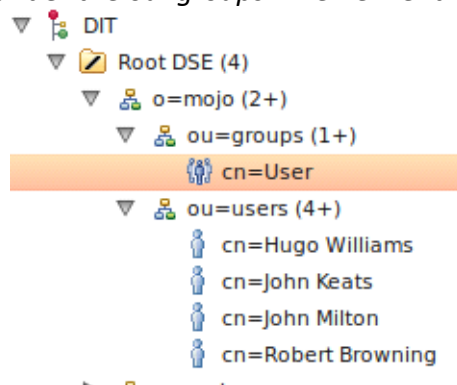 DIT
Root DSE (4)
o=mojo (2+)
ou=groups (1+)
cn=User
ou=users (4+)
cn=Hugo Williams
cn=John Keats
cn=John Milton
cn=Robert Browning